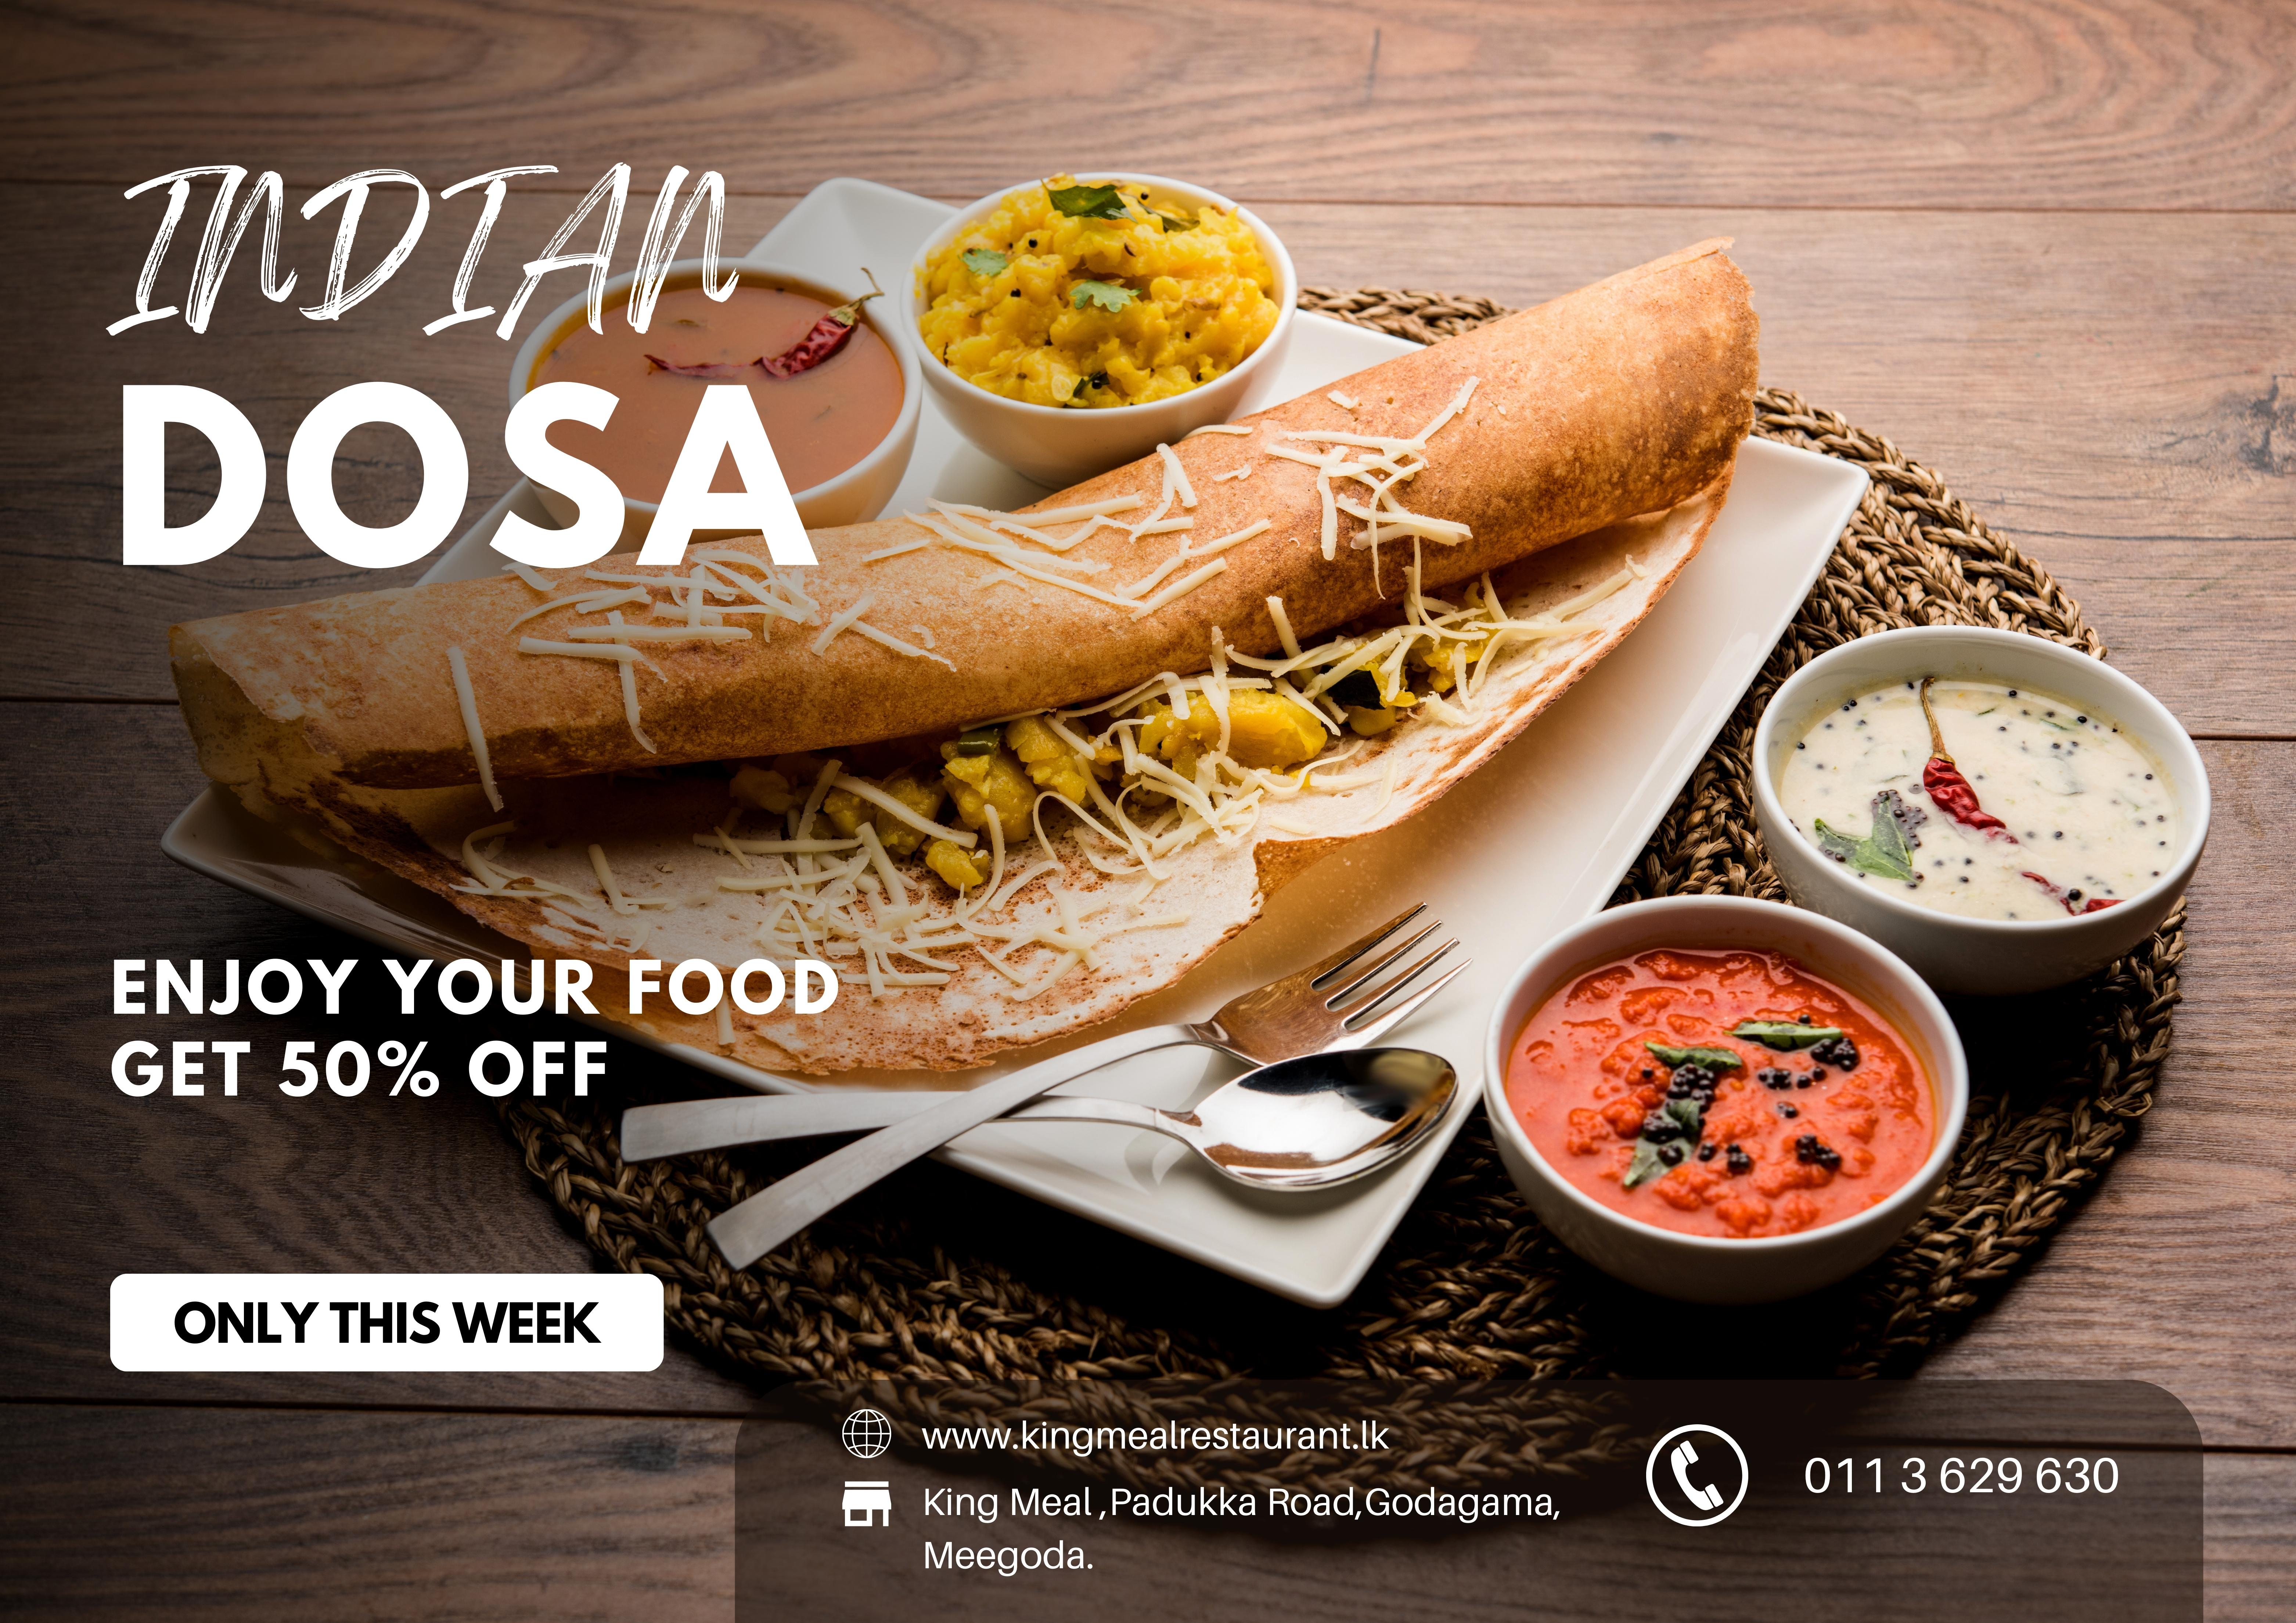 INDIAN
DOSA
ENJOY YOUR FOOD
GET 50% OFF
ONLY THIS WEEK
www.kingmealrestaurant.lk
King Meal ,Padukka Road,Godagama,
Meegoda.
011 3 629 630